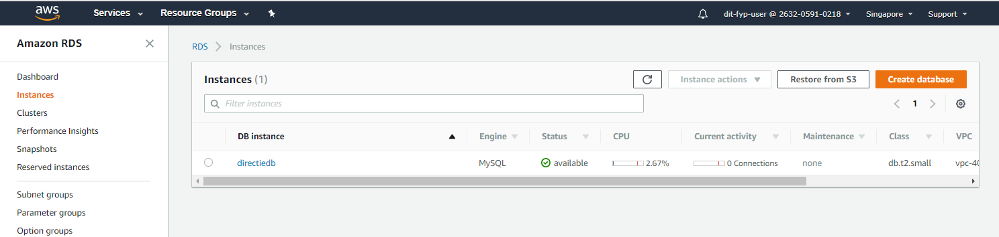 aws Services Resource Groups dit-fyp-user @ 2632-0591-0218 Singapore Support
Amazon RDS
Dashboard
Instances
Clusters
Performance Insights
Snapshots
Reserved instances
Subnet groups
Parameter groups
Option groups
RDS Instances
Instances (1) Instance actions Restore from S3 Create database
Filter instances 1
DB instance Engine Status CPU Current activity Maintenance Class VPC
directiedb MySQL available 2.67% 0 Connections none db.t2.small vpc-40